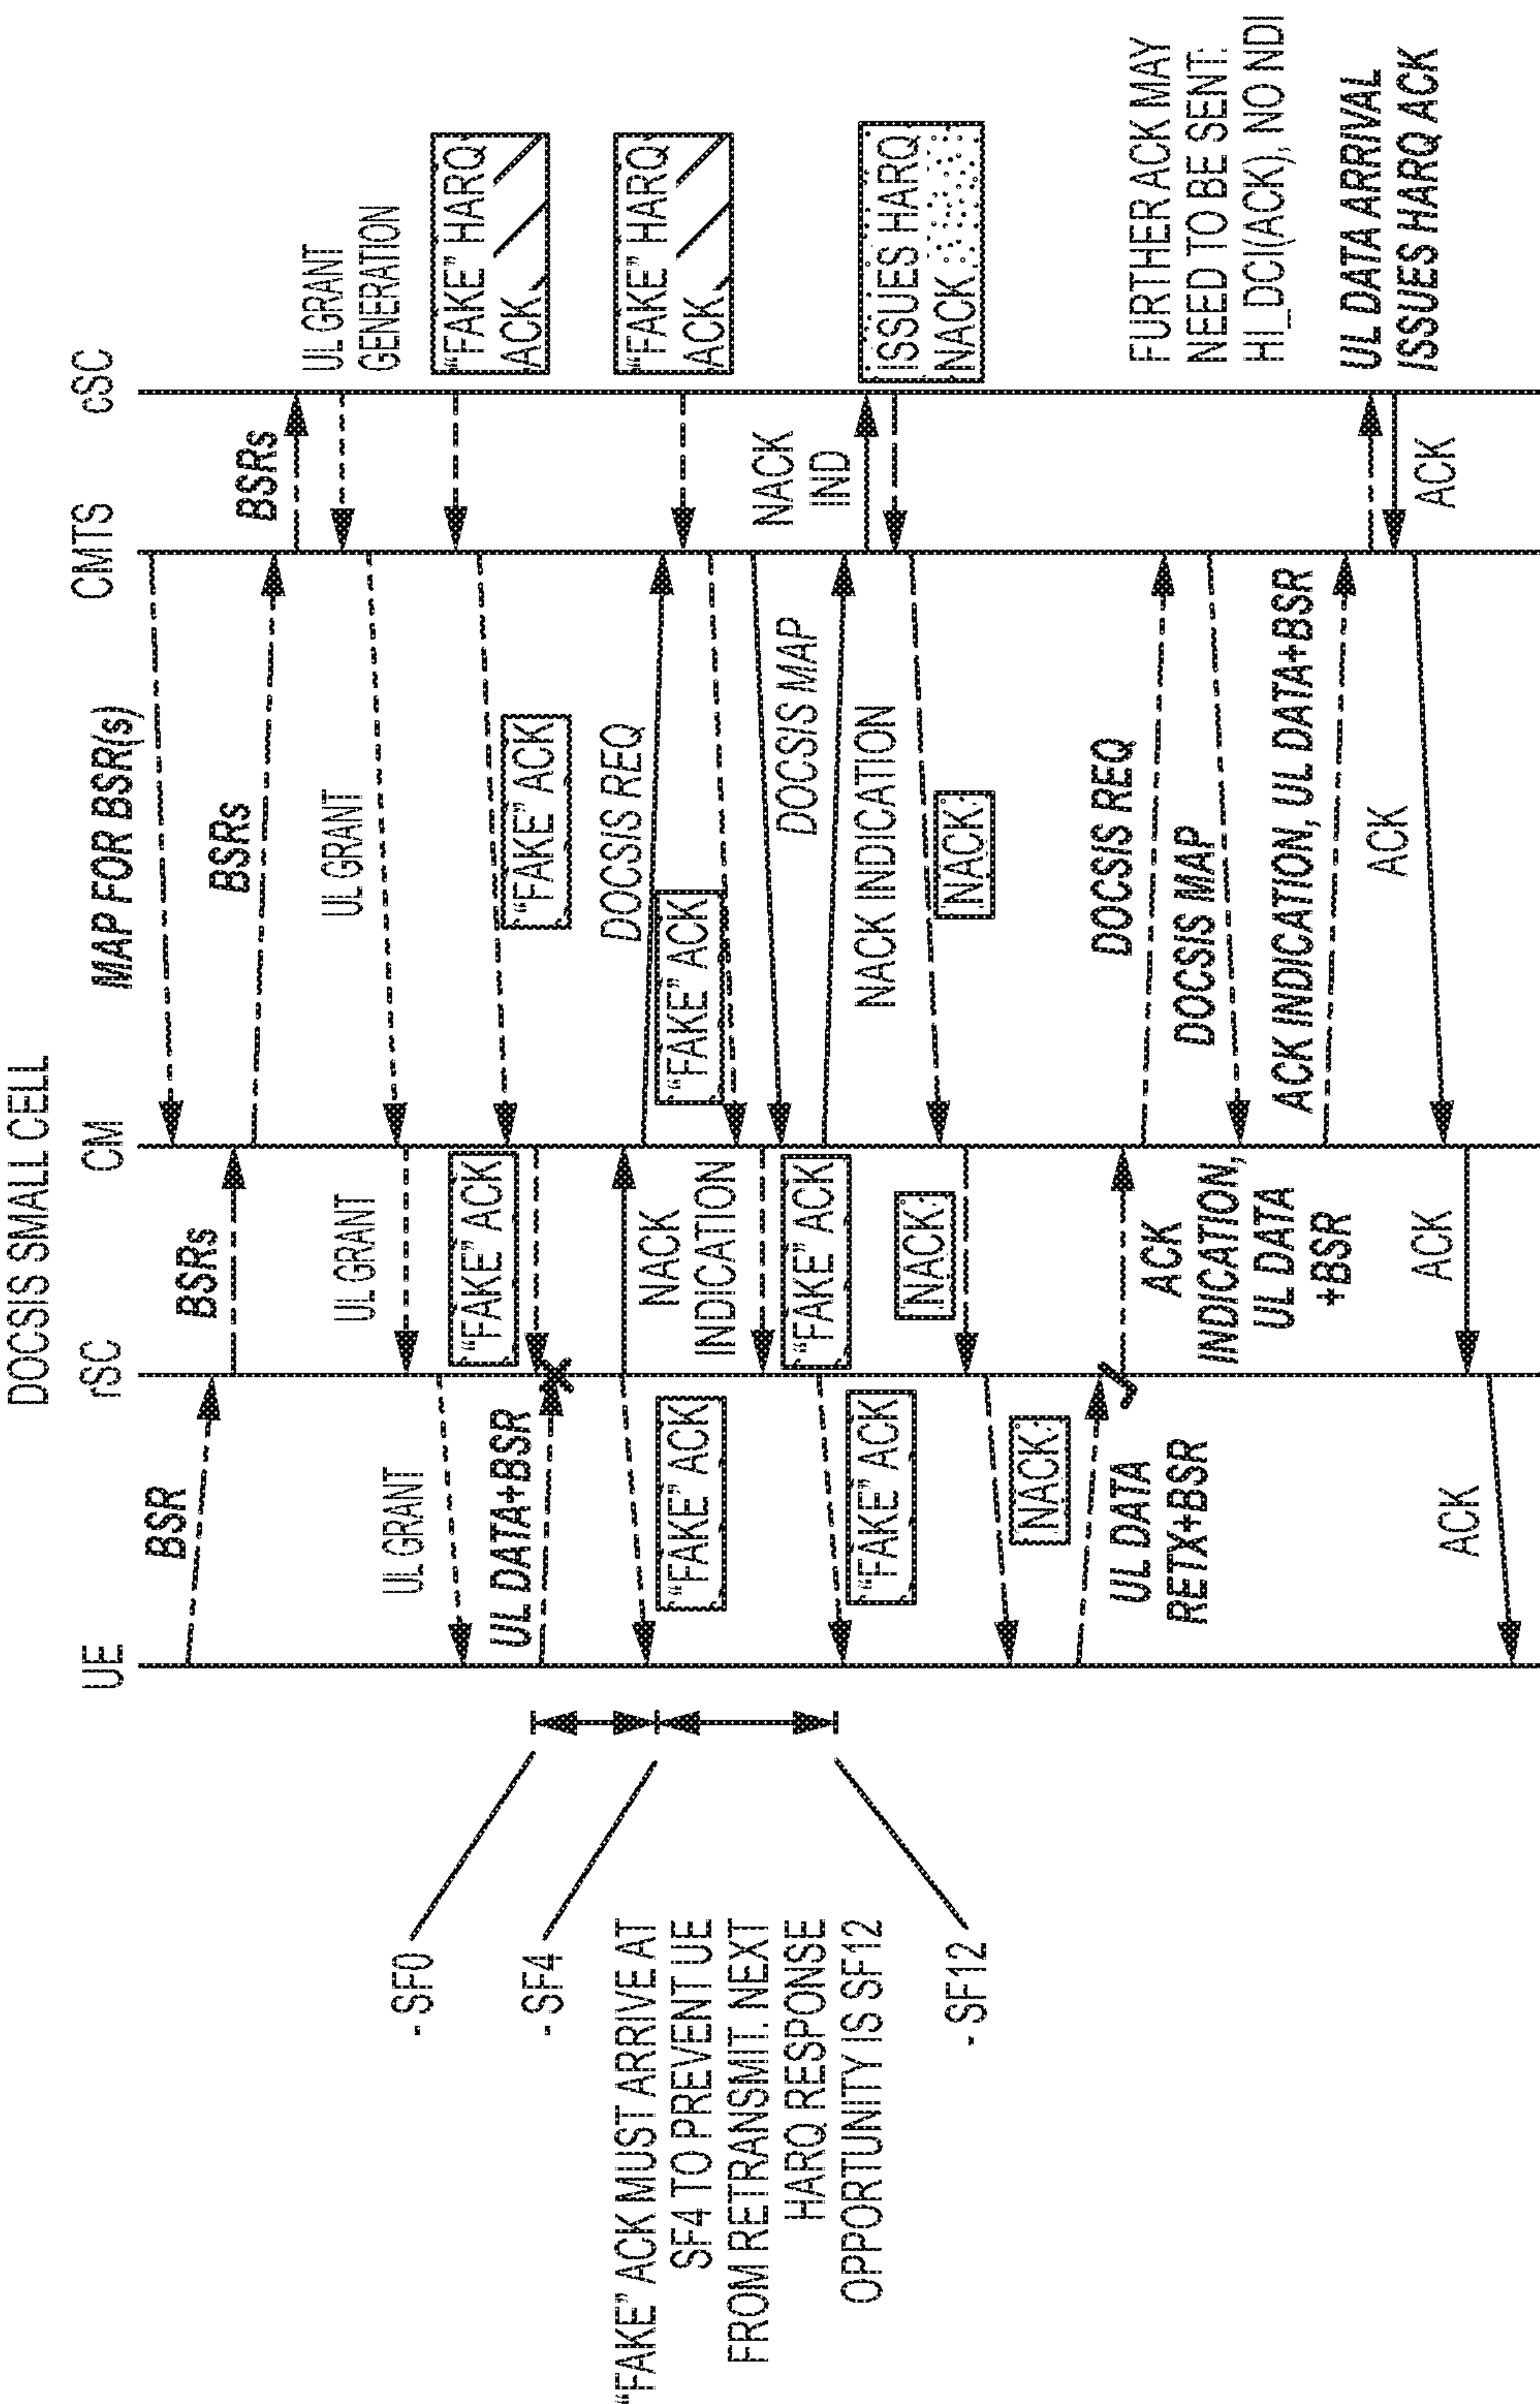 DOCSIS SMALL CELL
UE
rSC
CM
CMTS
cSC
MAP FOR BSR(s)
BSR
BSRs
BSRs
BSRs
UL GRANT
GENERATION
UL GRANT
UL GRANT
UL GRANT
"FAKE" HARQ
ACK
"FAKE" ACK
"FAKE" ACK
- SF0
UL DATA+BSR
- SF4
"FAKE" ACK
DOCSIS REQ
NACK
INDICATION
"FAKE" HARQ
ACK
"FAKE" ACK
"FAKE" ACK
"FAKE" ACK
"FAKE" ACK MUST ARRIVE AT
SF4 TO PREVENT UE
FROM RETRANSMIT. NEXT
HARQ RESPONSE
OPPORTUNITY IS SF12
- SF12
DOCSIS MAP
NACK INDICATION
NACK
IND
ISSUES HARQ
NACK
NACK
NACK
NACK
UL DATA
RETX+BSR
ACK
INDICATION,
UL DATA
+BSR
DOCSIS REQ
DOCSIS MAP
ACK INDICATION, UL DATA+BSR
FURTHER ACK MAY
NEED TO BE SENT:
HI_DCI(ACK), NO NDI
UL DATA ARRIVAL
ISSUES HARQ ACK
ACK
ACK
ACK
ACK